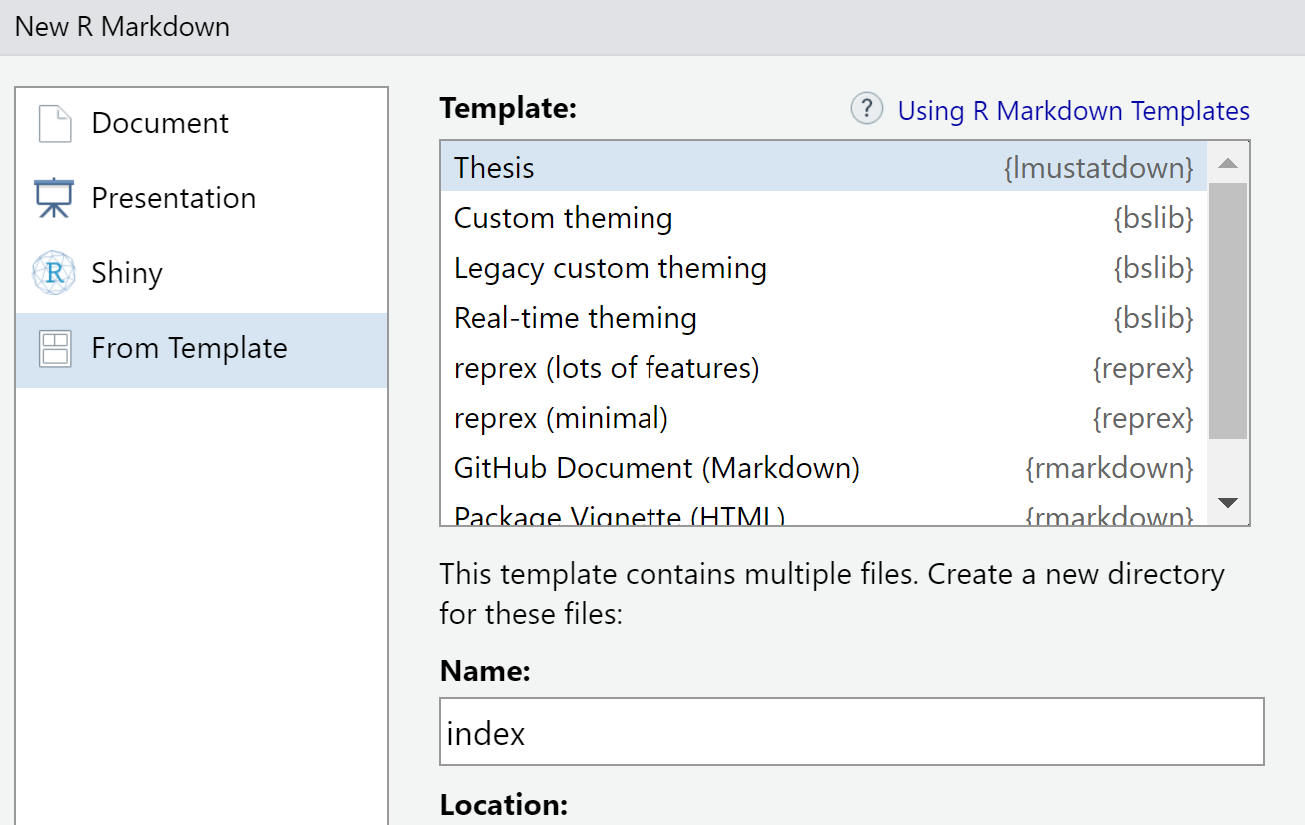 New R Markdown
Document
Presentation
Shiny
From Template
Template:
? Using R Markdown Templates
Thesis {lmustatdown}
Custom theming {bslib}
Legacy custom theming {bslib}
Real-time theming {bslib}
reprex (lots of features) {reprex}
reprex (minimal) {reprex}
GitHub Document (Markdown) {rmarkdown}
Package Vignette (HTML) {rmarkdown}
This template contains multiple files. Create a new directory
for these files:
Name:
index
Location: